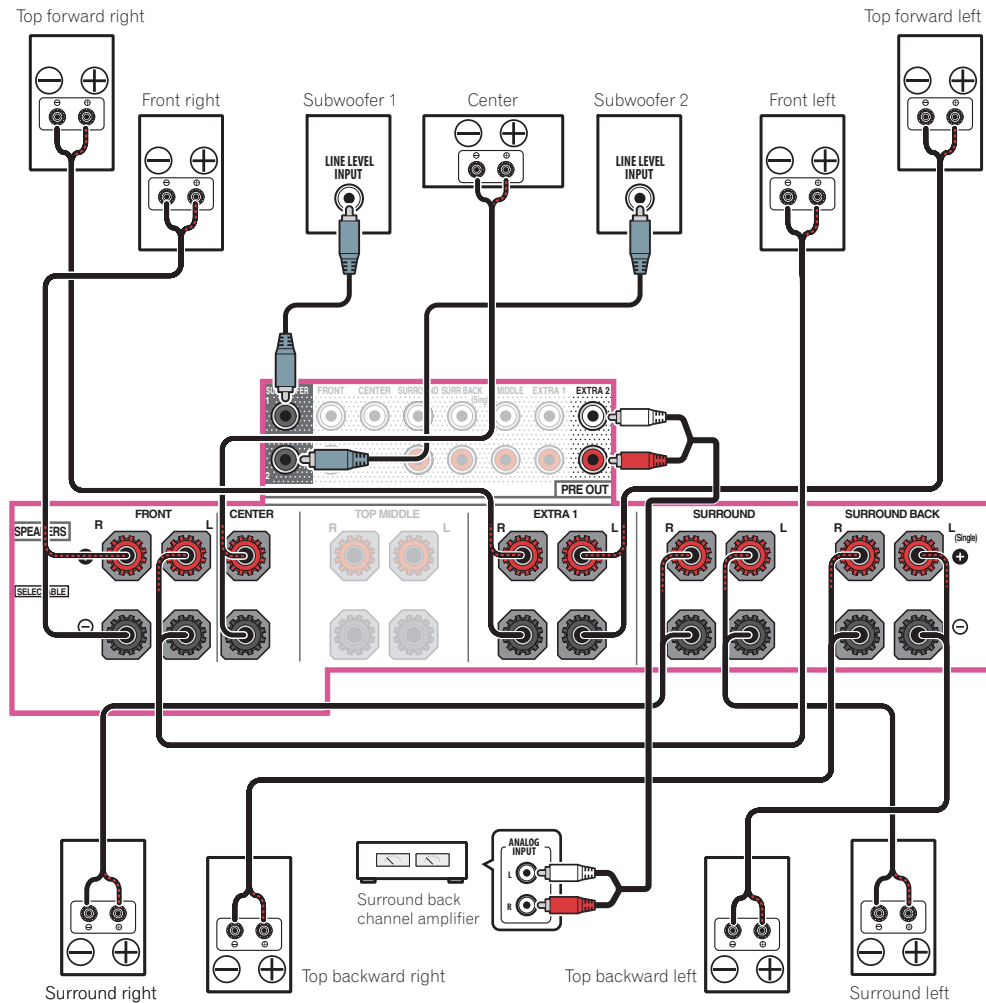 Top forward right
Top forward left
Front right
Subwoofer 1
Center
Subwoofer 2
Front left
LINE LEVEL
INPUT
LINE LEVEL
INPUT
FRONT CENTER SURROUND SURR BACK MIDDLE EXTRA 1 EXTRA 2
1
2
PRE OUT
SPEAKERS
FRONT
R L
CENTER
TOP MIDDLE
R L
EXTRA 1
R L
SURROUND
R L
SURROUND BACK
R L
(Single)
SELECTABLE
ANALOG
INPUT
L
R
Surround back
channel amplifier
Surround right
Top backward right
Top backward left
Surround left